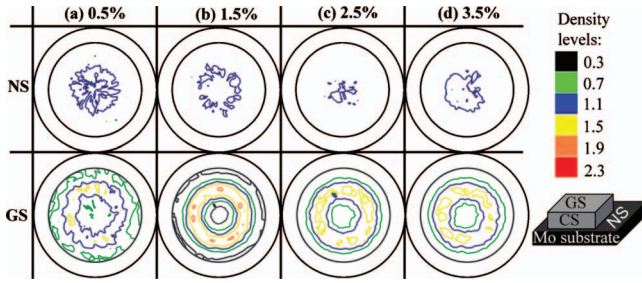 (a) 0.5% (b) 1.5% (c) 2.5% (d) 3.5%
Density
levels:
NS
0.3
0.7
1.1
1.5
1.9
2.3
GS
GS
CS
NS
Mo substrate